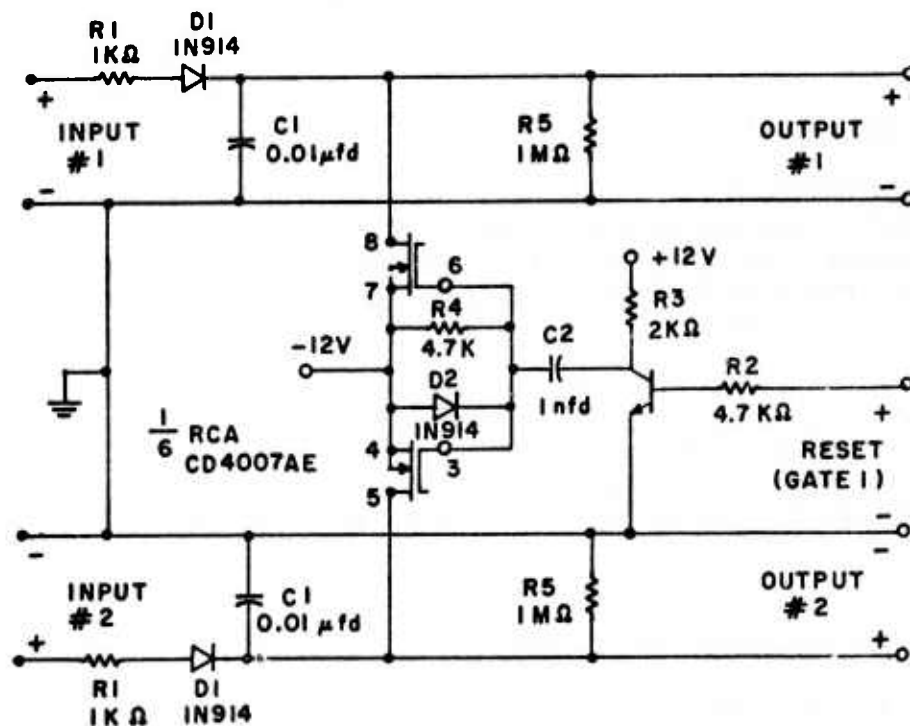 R1
1KΩ
D1
1N914
+
INPUT
#1
-
C1
0.01μfd
R5
1MΩ
+
OUTPUT
#1
-
8
6
7
+12V
R3
2KΩ
R4
4.7K
C2
1nfd
-12V
D2
1N914
R2
4.7KΩ
+
RESET
(GATE 1)
-
1/6 RCA
CD4007AE
4
3
5
-
INPUT
#2
+
C1
0.01μfd
R5
1MΩ
-
OUTPUT
#2
+
R1
1KΩ
D1
1N914